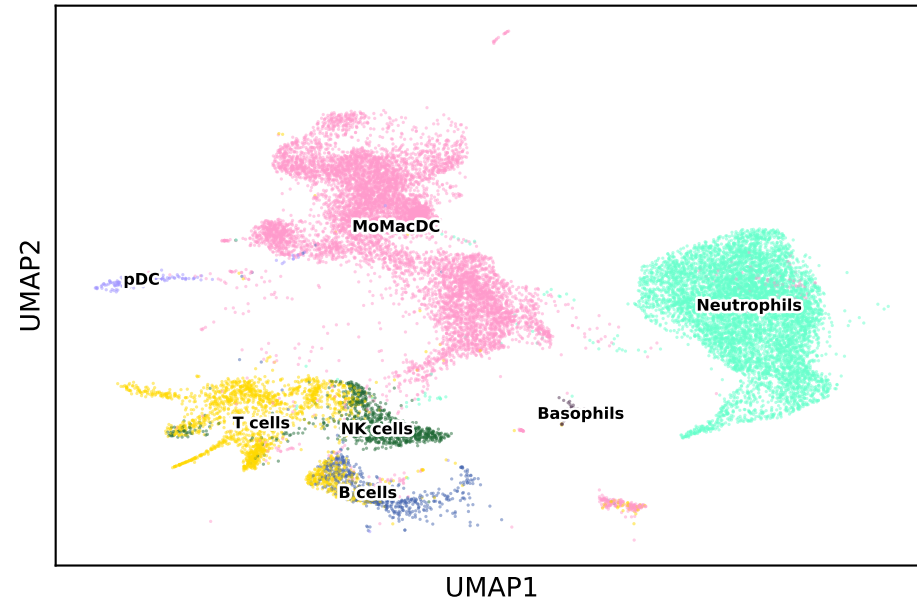 MoMacDC
pDC
Neutrophils
Basophils
T cells
NK cells
B cells
UMAP1
UMAP2